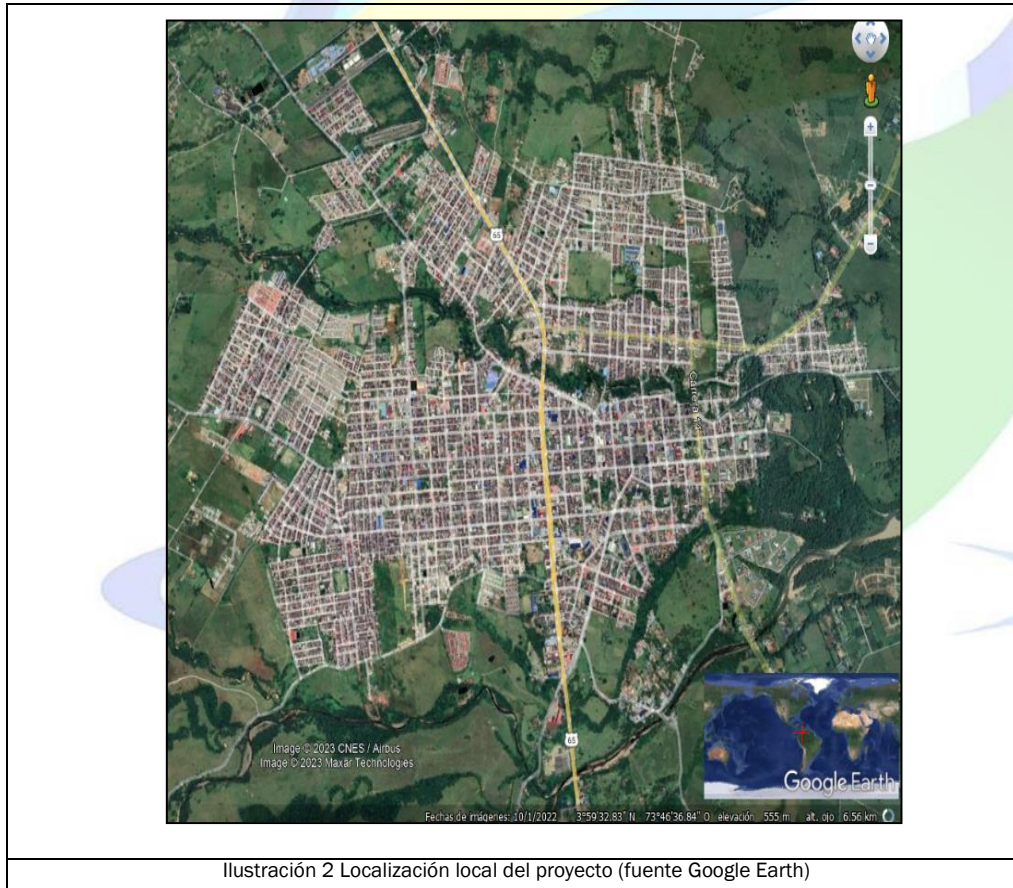 65
Carrera
65
Image © 2023 CNES / Airbus
Image © 2023 Maxar Technologies
Google Earth
Fechas de imágenes: 10/1/2022 3°59'32.83" N 73°46'36.84" O elevación 555 m alt. ojo 6.56 km
Ilustración 2 Localización local del proyecto (fuente Google Earth)